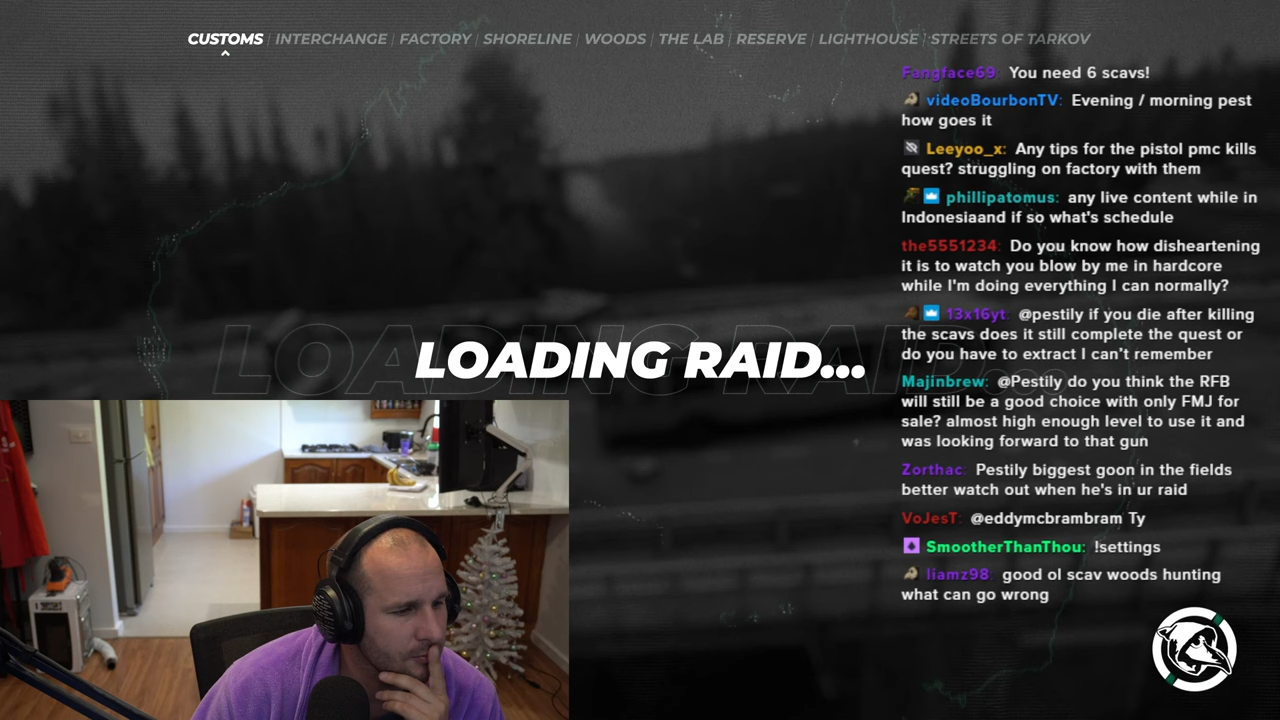 CUSTOMS | INTERCHANGE | FACTORY | SHORELINE | WOODS | THE LAB | RESERVE | LIGHTHOUSE | STREETS OF TARKOV
Fangface69: You need 6 scavs!
videoBourbonTV: Evening / morning pest
how goes it
Leeyoo_x: Any tips for the pistol pmc kills
quest? struggling on factory with them
phillipatomus: any live content while in
Indonesiaand if so what's schedule
the5551234: Do you know how disheartening
it is to watch you blow by me in hardcore
while I'm doing everything I can normally?
13x16yt: @pestily if you die after killing
the scavs does it still complete the quest or
do you have to extract I can't remember
LOADING RAID...
LOADING RAID...
Majinbrew: @Pestily do you think the RFB
will still be a good choice with only FMJ for
sale? almost high enough level to use it and
was looking forward to that gun
Zorthac: Pestily biggest goon in the fields
better watch out when he's in ur raid
VoJesT: @eddymcbrambram Ty
SmootherThanThou: !settings
liamz98: good ol scav woods hunting
what can go wrong